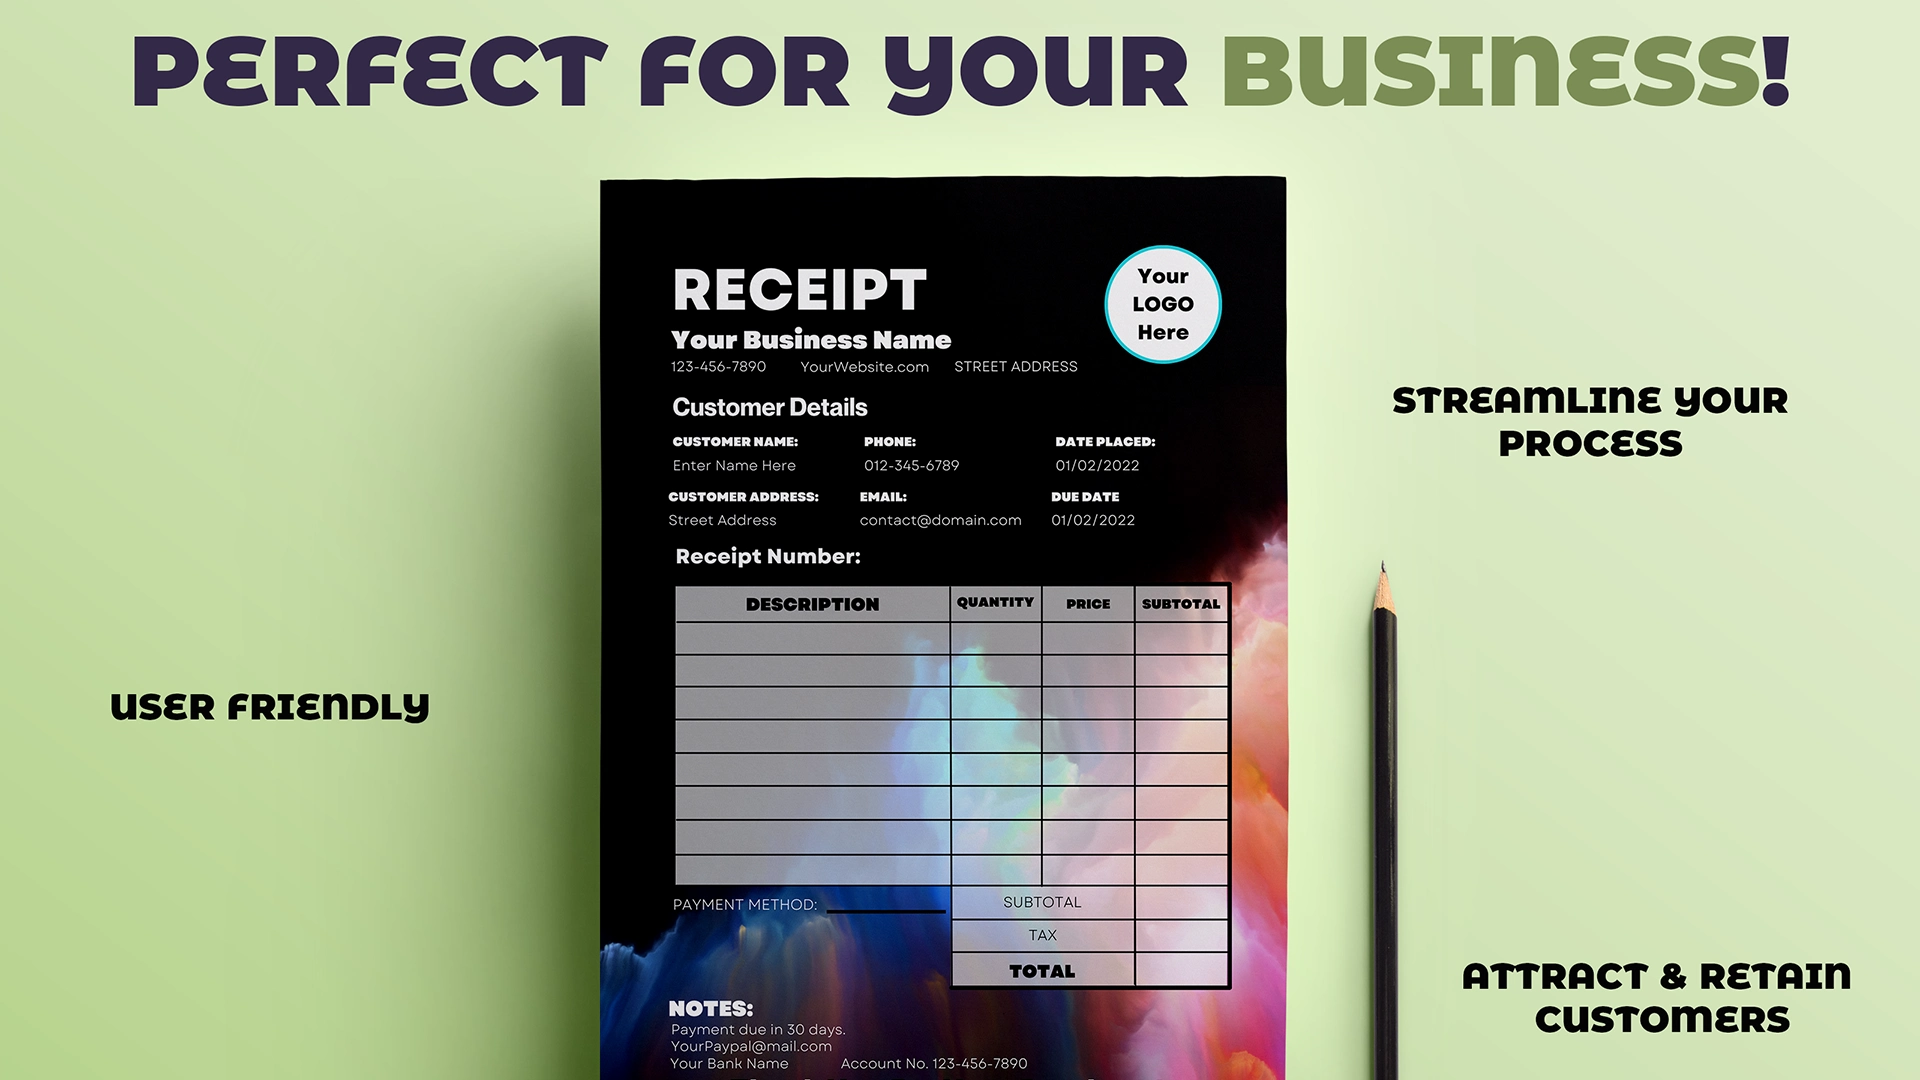 PERFECT FOR YOUR BUSINESS!
RECEIPT
Your
LOGO
Here
Your Business Name
123-456-7890 YourWebsite.com STREET ADDRESS
Customer Details
CUSTOMER NAME: PHONE: DATE PLACED:
Enter Name Here 012-345-6789 01/02/2022
CUSTOMER ADDRESS: EMAIL: DUE DATE
Street Address contact@domain.com 01/02/2022
Receipt Number:
DESCRIPTION QUANTITY PRICE SUBTOTAL
PAYMENT METHOD:
SUBTOTAL
TAX
TOTAL
NOTES:
Payment due in 30 days.
YourPaypal@mail.com
Your Bank Name Account No. 123-456-7890
STREAMLINE YOUR
PROCESS
USER FRIENDLY
ATTRACT & RETAIN
CUSTOMERS